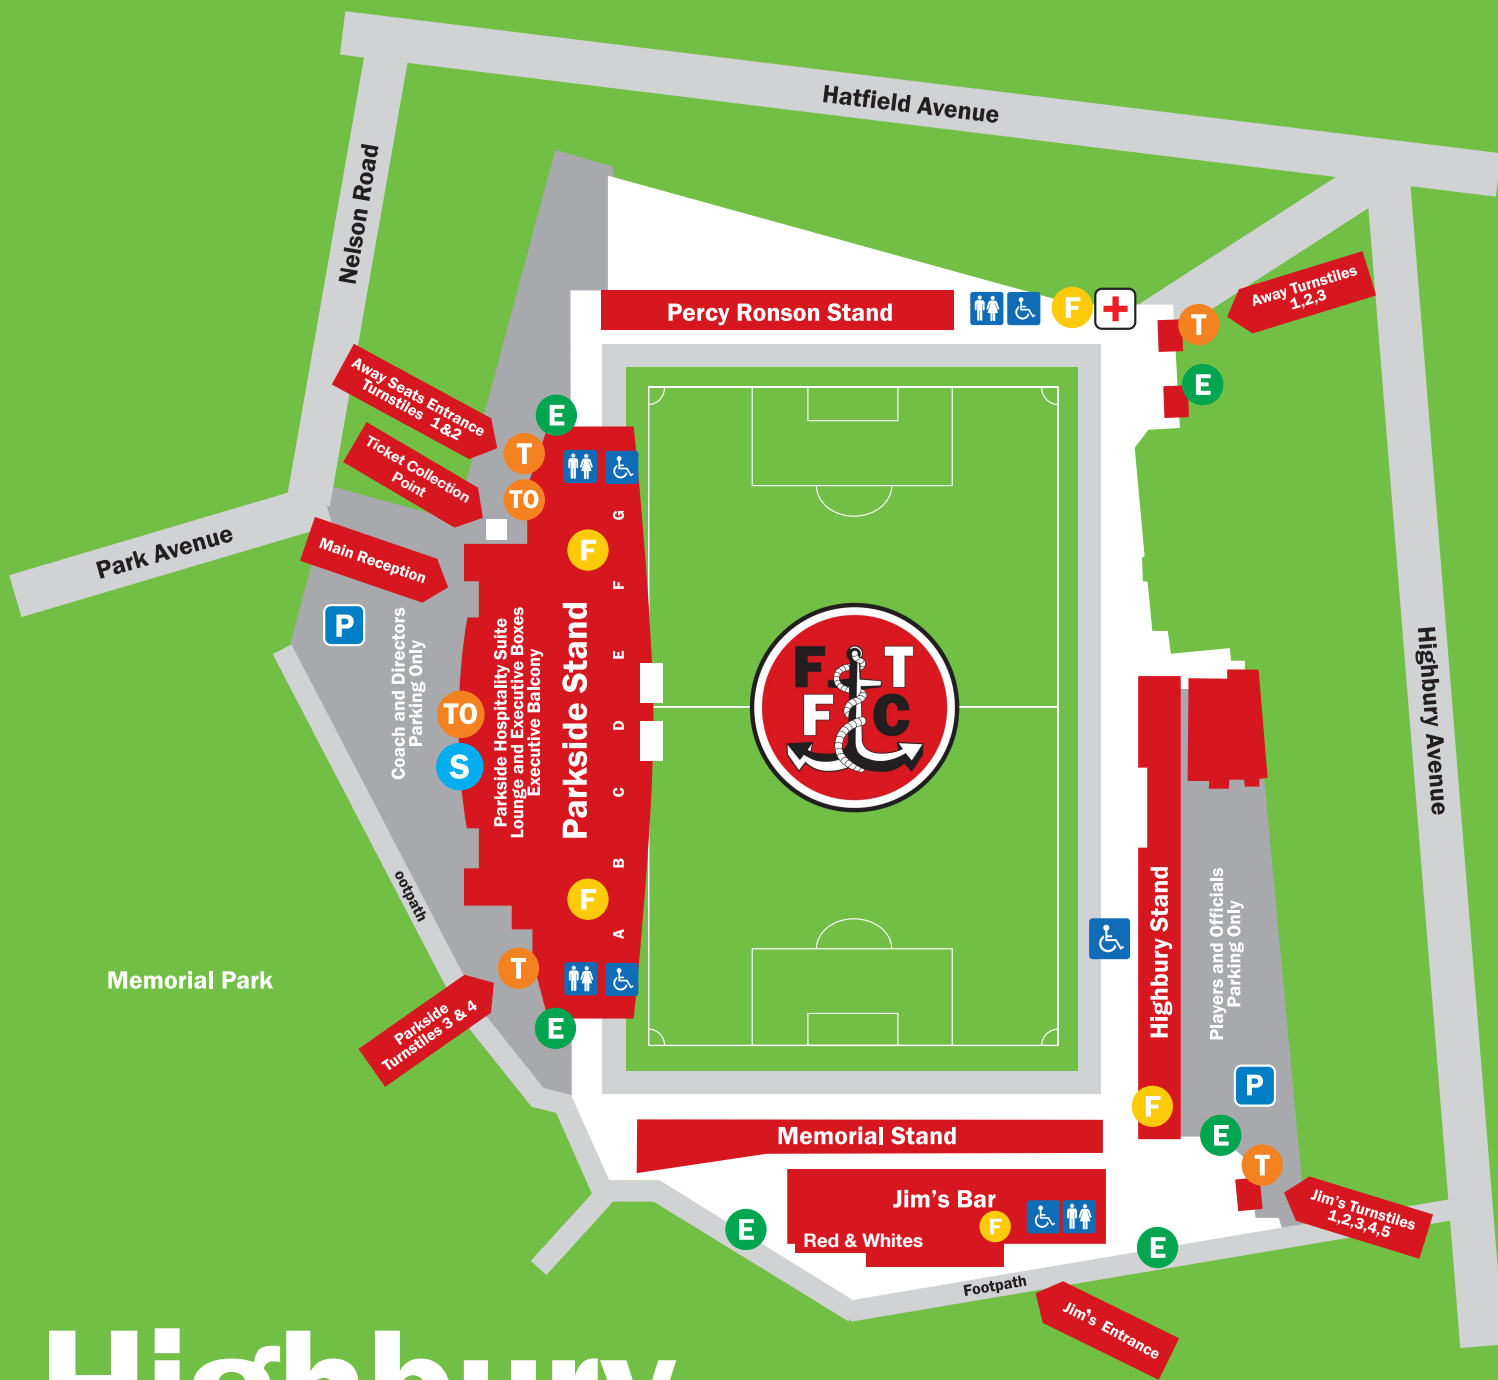 Hatfield Avenue
Nelson Road
Away Turnstiles
1,2,3
Percy Ronson Stand
F
T
E
Away Seats Entrance
Turnstiles 1&2
E
T
Ticket Collection
Point
TO
G
F
Park Avenue
Main Reception
F
P
Coach and Directors
Parking Only
Parkside Hospitality Suite
Lounge and Executive Boxes
Executive Balcony
Parkside Stand
E
F T
F C
TO
D
S
C
B
F
A
Highbury Avenue
Highbury Stand
Players and Officials
Parking Only
ootpath
Memorial Park
T
Parkside
Turnstiles 3 & 4
E
P
F
E
T
Memorial Stand
Jim's Bar
F
Red & Whites
E
Jim's Turnstiles
1,2,3,4,5
E
Footpath
Jim's Entrance
Highbury